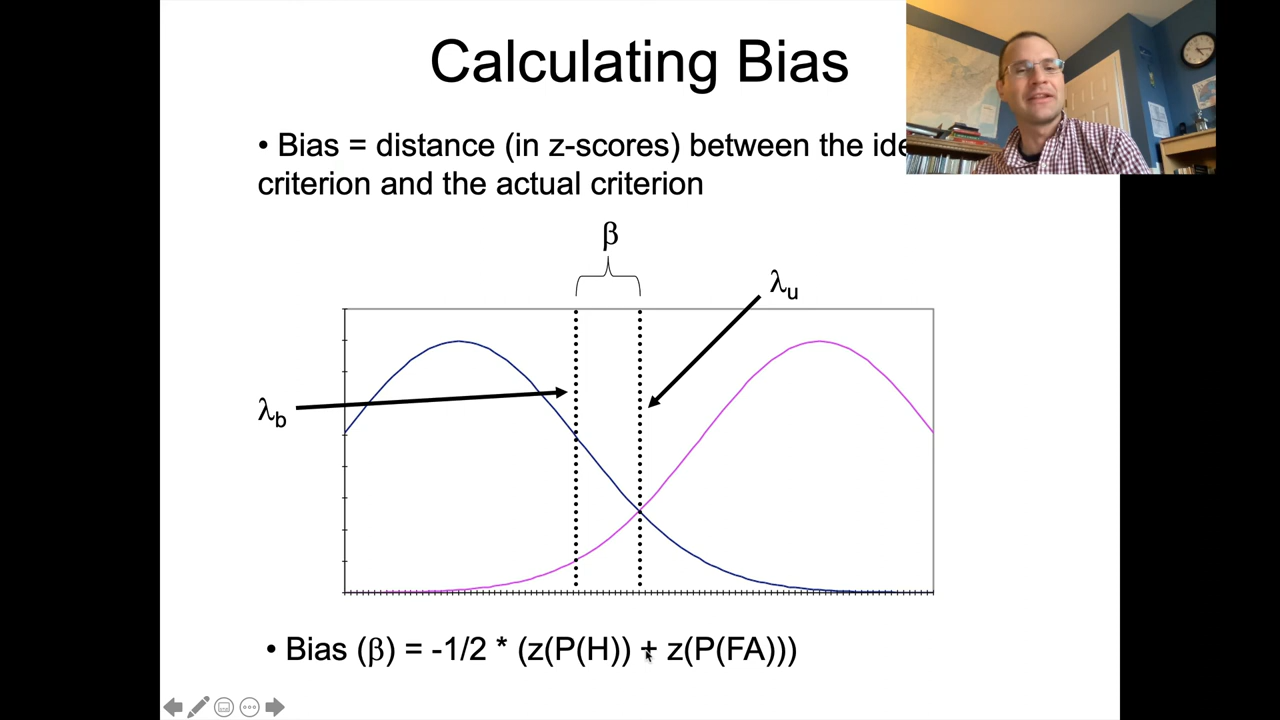 Calculating Bias
• Bias = distance (in z-scores) between the
criterion and the actual criterion
β
λu
λb
• Bias (β) = -1/2 * (z(P(H)) + z(P(FA)))